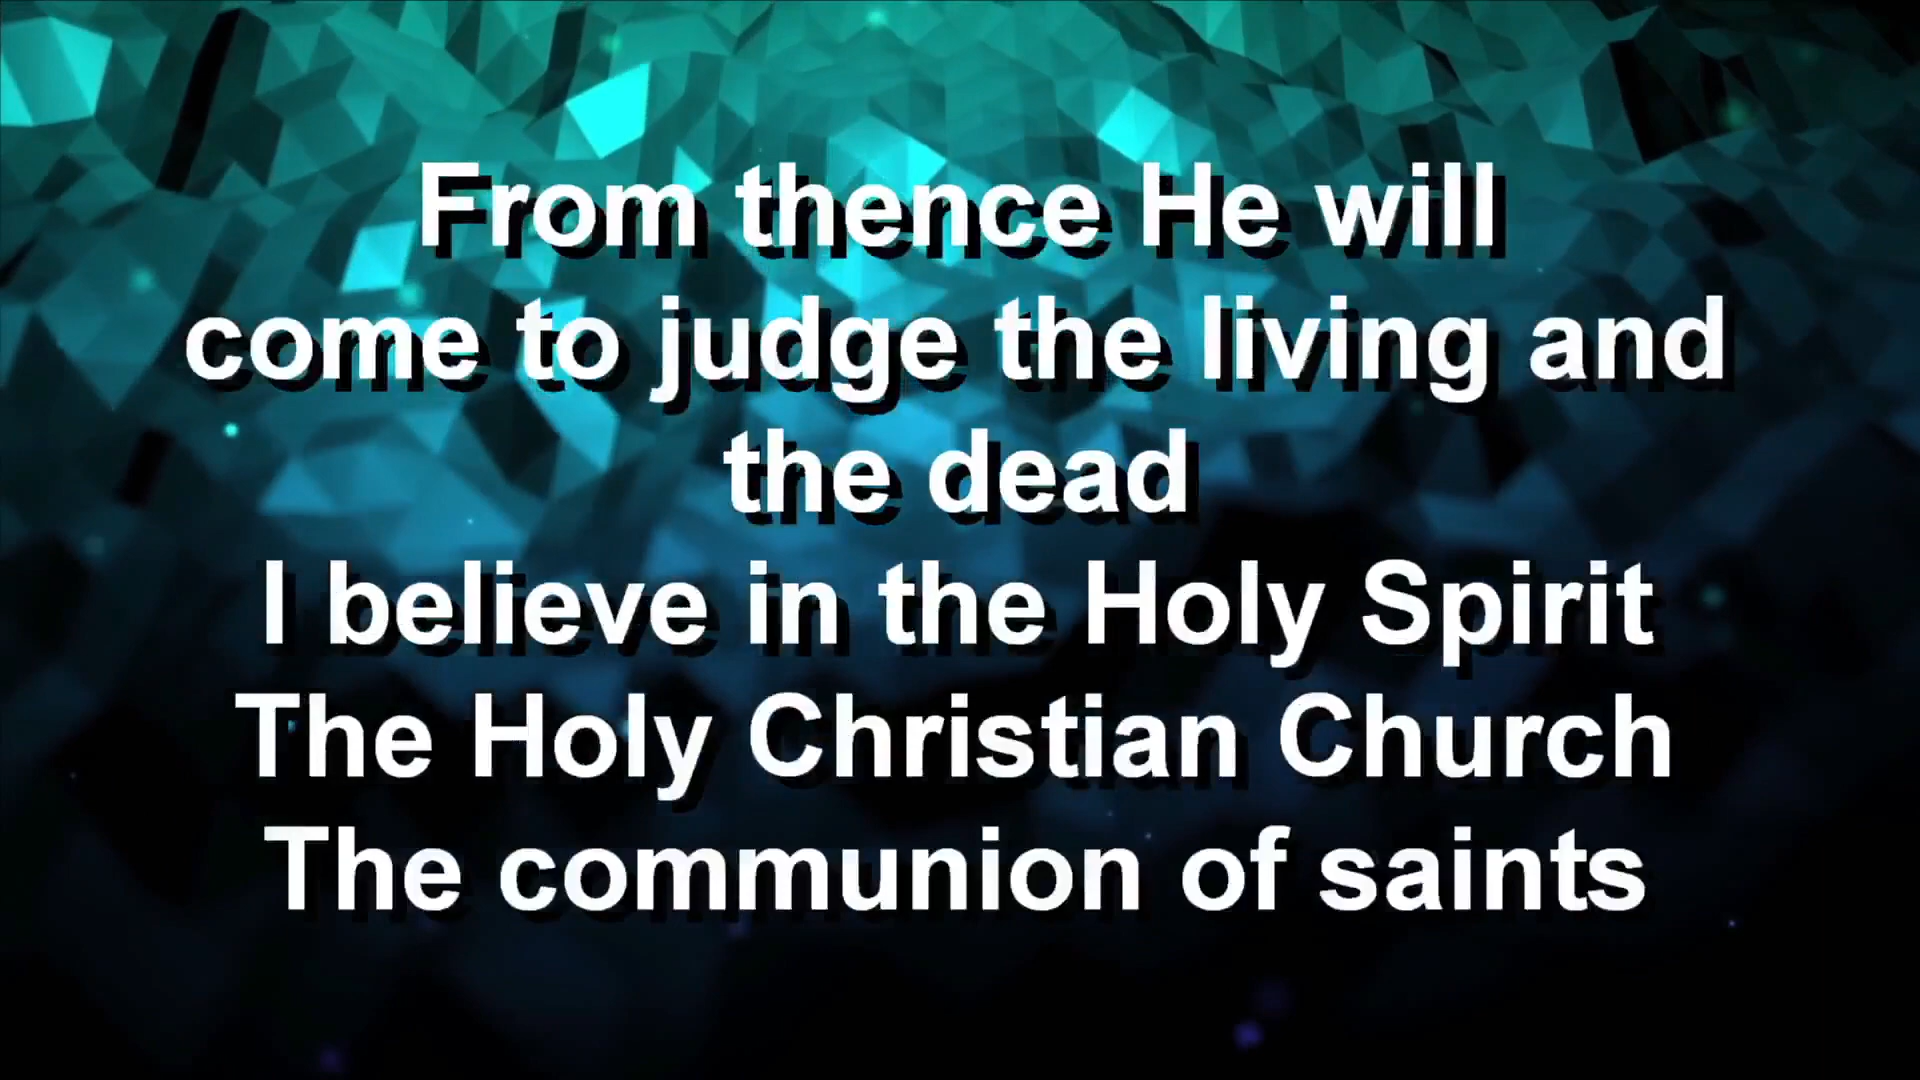 From thence He will
come to judge the living and
the dead
I believe in the Holy Spirit
The Holy Christian Church
The communion of saints